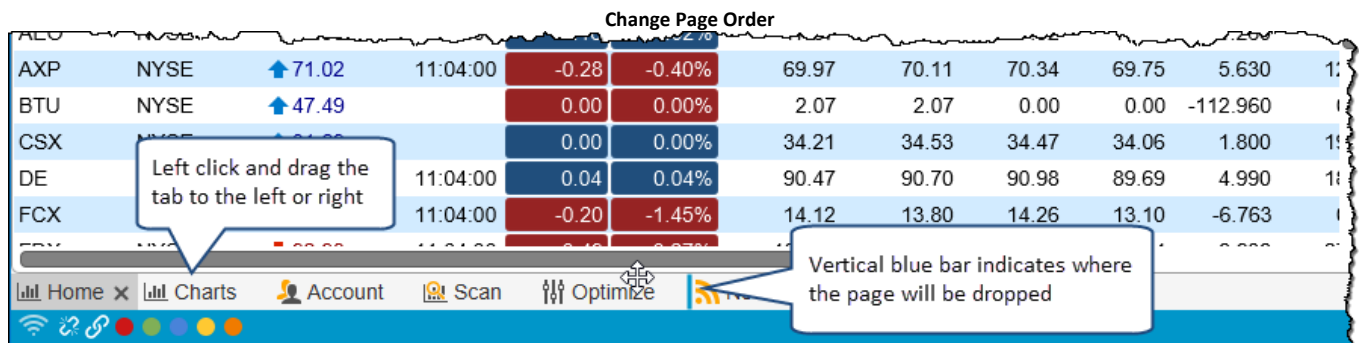 Change Page Order
AXP NYSE 71.02 11:04:00 -0.28 -0.40% 69.97 70.11 70.34 69.75 5.630
BTU NYSE 47.49 0.00 0.00% 2.07 2.07 0.00 0.00 -112.960
CSX 0.00 0.00% 34.21 34.53 34.47 34.06 1.800
Left click and drag the
tab to the left or right
DE 11:04:00 0.04 0.04% 90.47 90.70 90.98 89.69 4.990
FCX 11:04:00 -0.20 -1.45% 14.12 13.80 14.26 13.10 -6.763
Vertical blue bar indicates where
the page will be dropped
Home Charts Account Scan Optimize